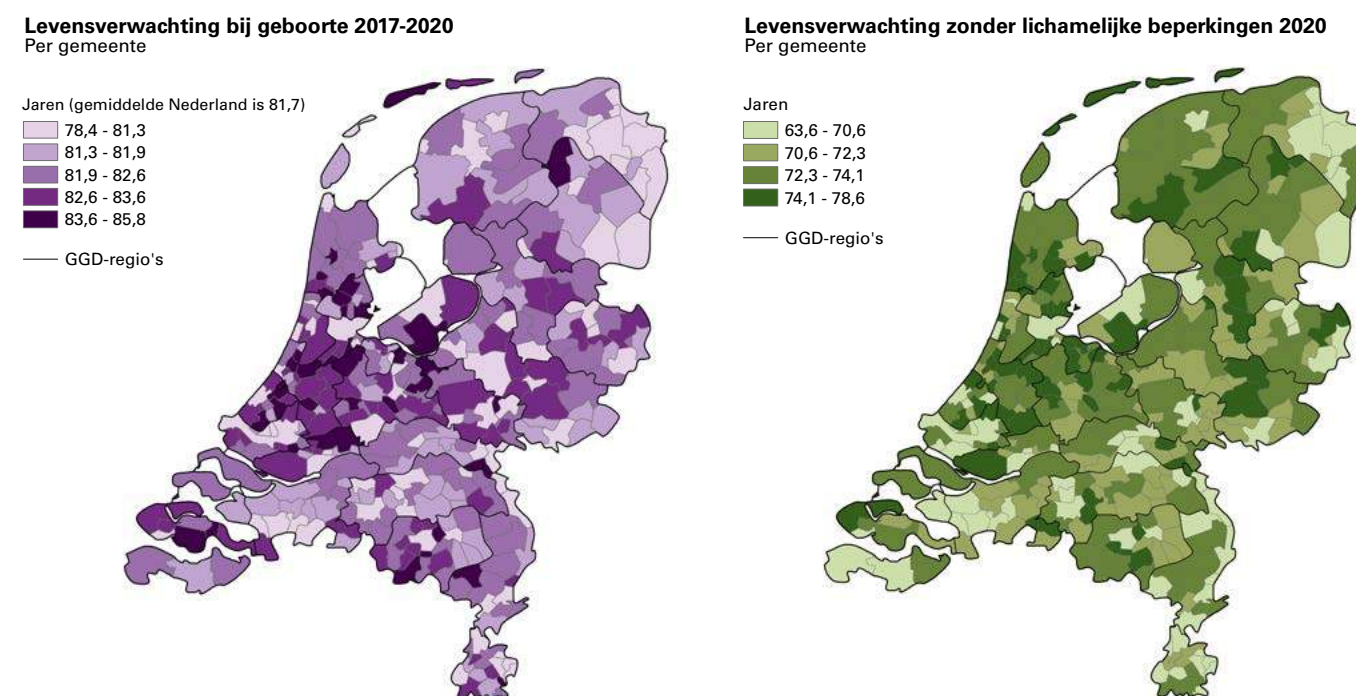 Levensverwachting bij geboorte 2017-2020
Per gemeente
Jaren (gemiddelde Nederland is 81,7)
78,4 - 81,3
81,3 - 81,9
81,9 - 82,6
82,6 - 83,6
83,6 - 85,8
GGD-regio's
Levensverwachting zonder lichamelijke beperkingen 2020
Per gemeente
Jaren
63,6 - 70,6
70,6 - 72,3
72,3 - 74,1
74,1 - 78,6
GGD-regio's